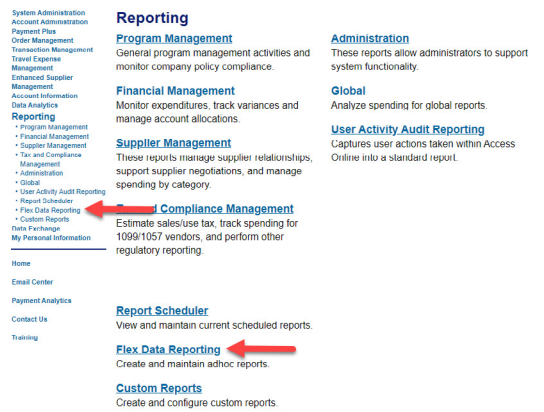 System Administration
Account Administration
Payment Plus
Order Management
Transaction Management
Travel Expense
Management
Enhanced Supplier
Management
Account Information
Data Analytics
Reporting
• Program Management
• Financial Management
• Supplier Management
• Tax and Compliance
Management
• Administration
• Global
• User Activity Audit Reporting
• Report Scheduler
• Flex Data Reporting
• Custom Reports
Data Exchange
My Personal Information
Home
Email Center
Payment Analytics
Contact Us
Training
Reporting
Program Management
General program management activities and
monitor company policy compliance.
Financial Management
Monitor expenditures, track variances and
manage account allocations.
Supplier Management
These reports manage supplier relationships,
support supplier negotiations, and manage
spending by category.
Compliance Management
Estimate sales/use tax, track spending for
1099/1057 vendors, and perform other
regulatory reporting.
Report Scheduler
View and maintain current scheduled reports.
Flex Data Reporting
Create and maintain adhoc reports.
Custom Reports
Create and configure custom reports.
Administration
These reports allow administrators to support
system functionality.
Global
Analyze spending for global reports.
User Activity Audit Reporting
Captures user actions taken within Access
Online into a standard report.